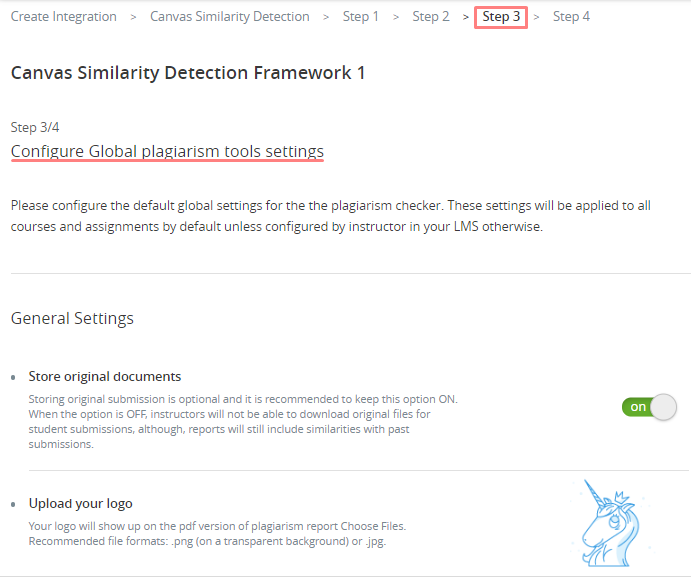 Create Integration > Canvas Similarity Detection > Step 1 > Step 2 > Step 3 > Step 4
Canvas Similarity Detection Framework 1
Step 3/4
Configure Global plagiarism tools settings
Please configure the default global settings for the the plagiarism checker. These settings will be applied to all
courses and assignments by default unless configured by instructor in your LMS otherwise.
General Settings
Store original documents
Storing original submission is optional and it is recommended to keep this option ON.
When the option is OFF, instructors will not be able to download original files for
student submissions, although, reports will still include similarities with past
submissions.
on
Upload your logo
Your logo will show up on the pdf version of plagiarism report Choose Files.
Recommended file formats: .png (on a transparent background) or .jpg.